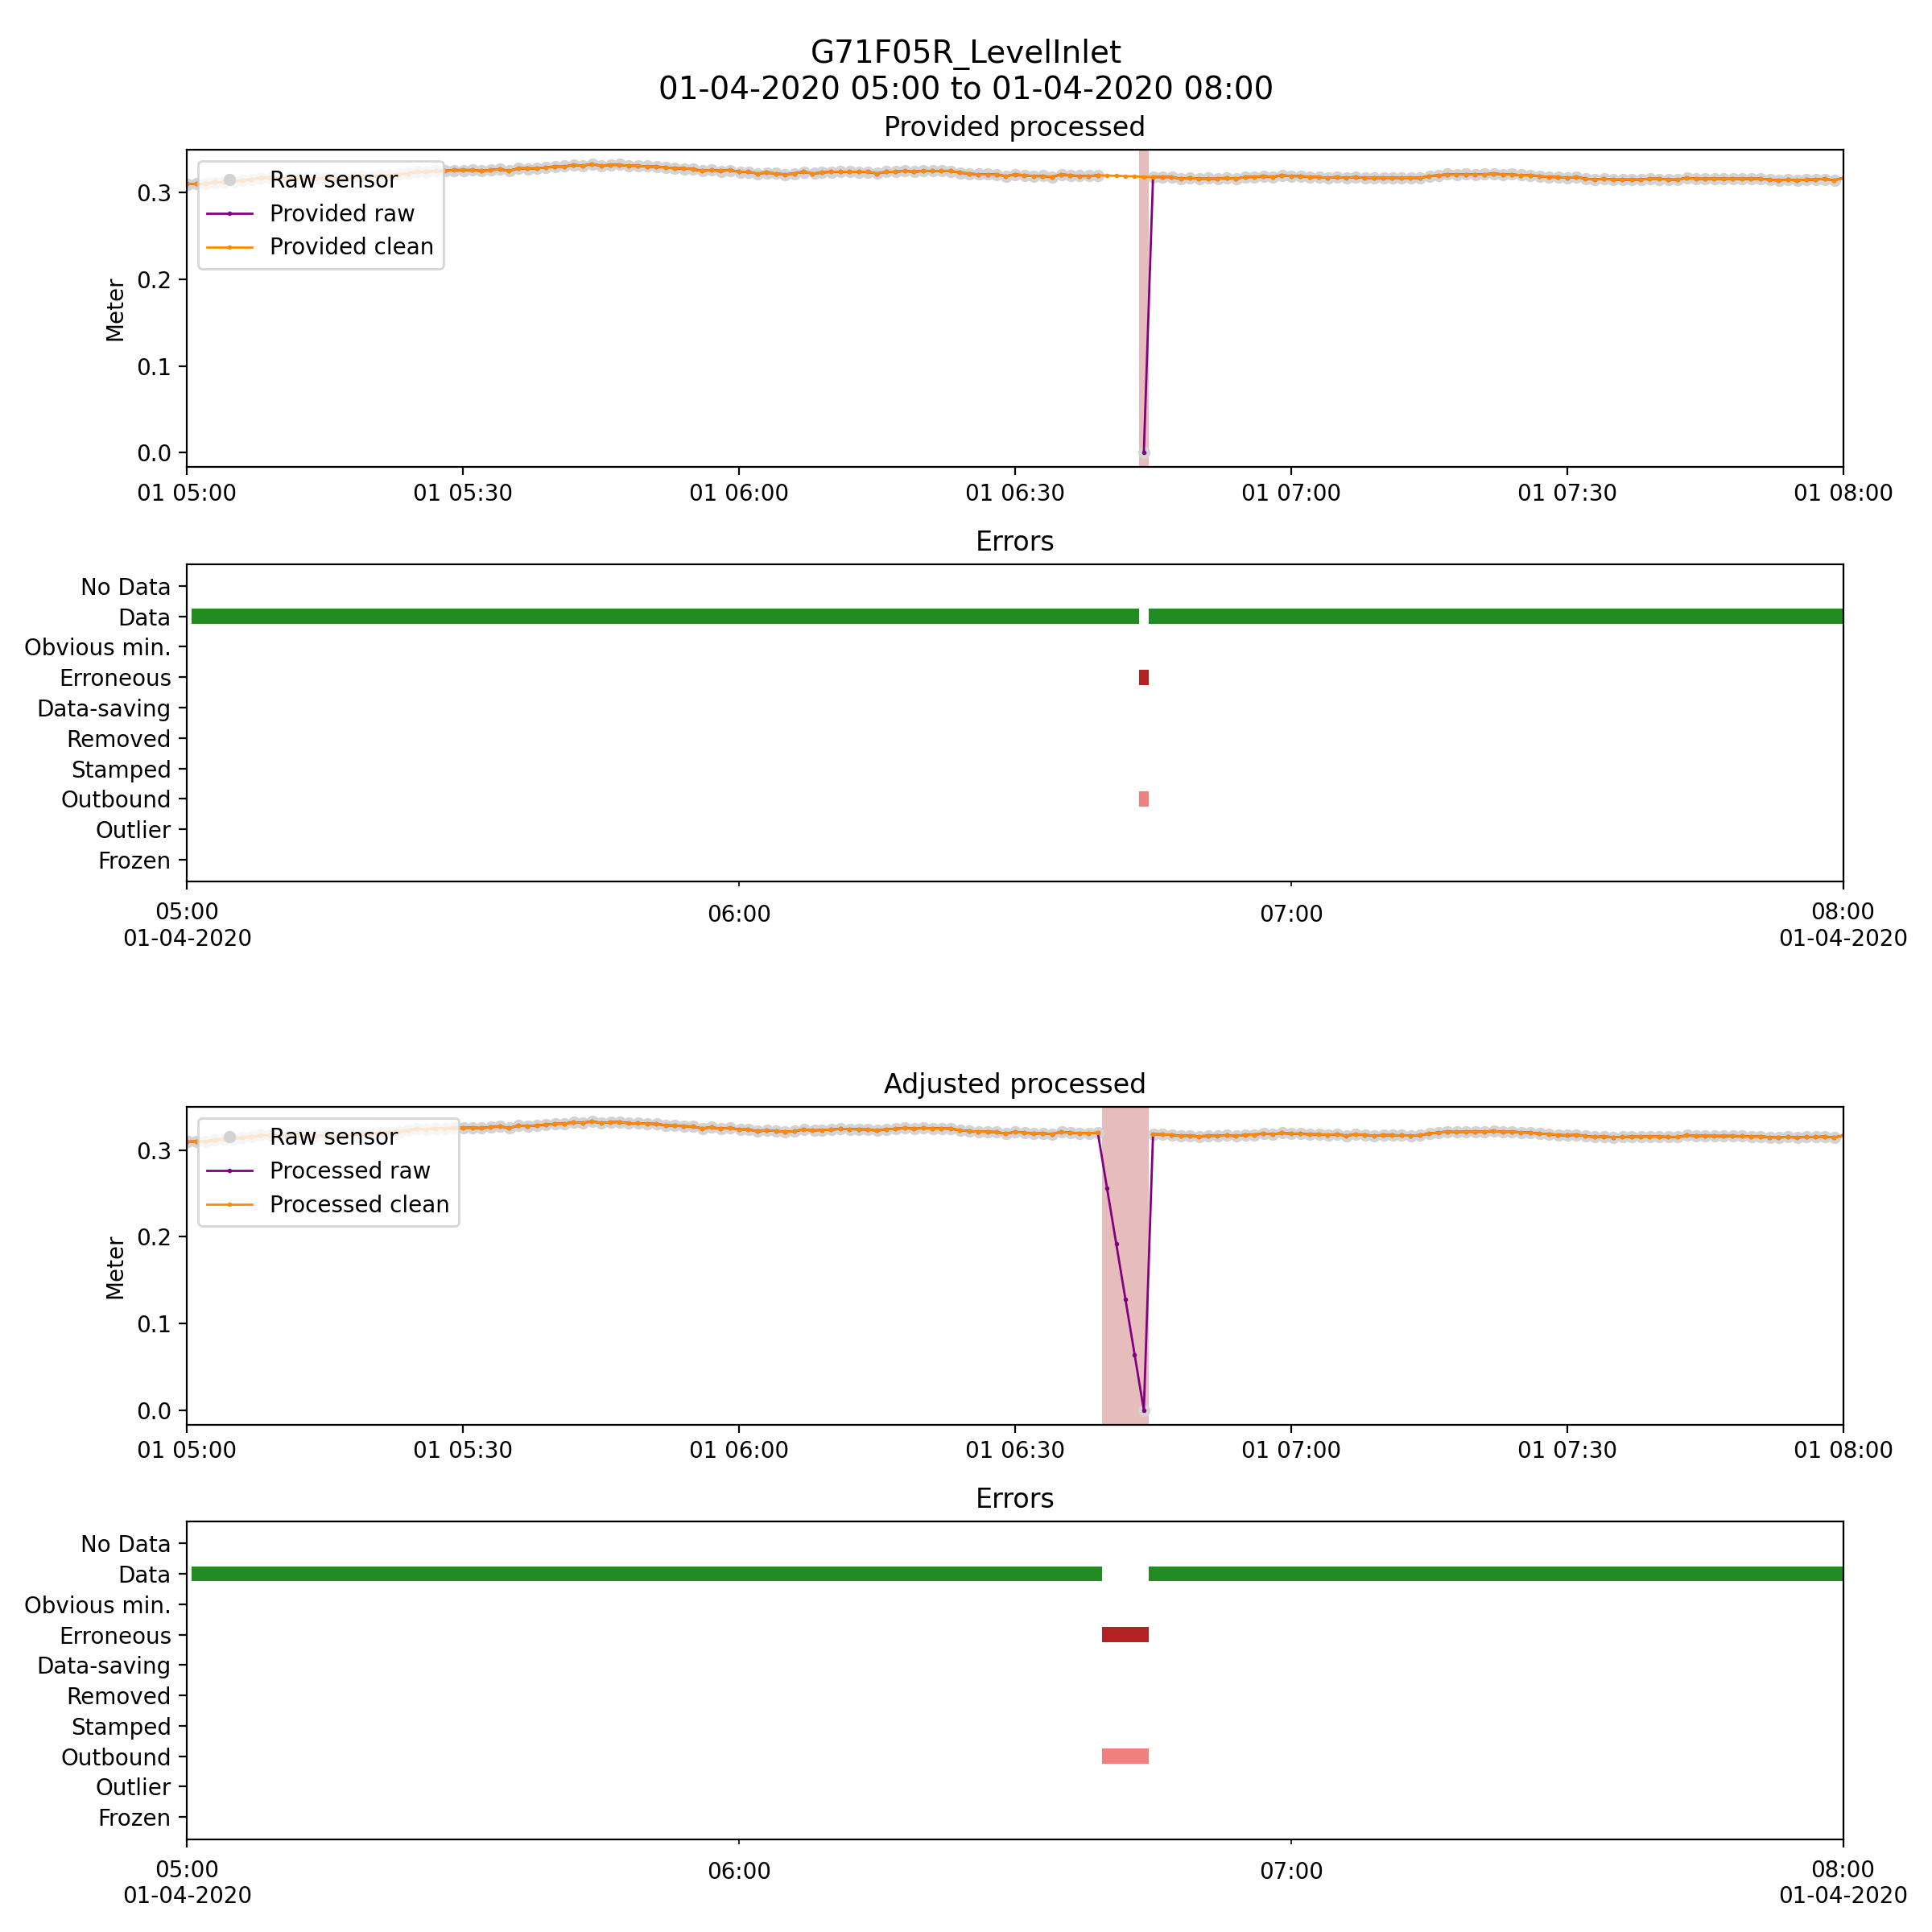 G71F05R_LevelInlet
01-04-2020 05:00 to 01-04-2020 08:00
Provided processed
Raw sensor
Provided raw
Provided clean
Meter
0.3
0.2
0.1
0.0
01 05:00 01 05:30 01 06:00 01 06:30 01 07:00 01 07:30 01 08:00
Errors
No Data
Data
Obvious min.
Erroneous
Data-saving
Removed
Stamped
Outbound
Outlier
Frozen
05:00 06:00 07:00 08:00
01-04-2020 01-04-2020
Adjusted processed
Raw sensor
Processed raw
Processed clean
Meter
0.3
0.2
0.1
0.0
01 05:00 01 05:30 01 06:00 01 06:30 01 07:00 01 07:30 01 08:00
Errors
No Data
Data
Obvious min.
Erroneous
Data-saving
Removed
Stamped
Outbound
Outlier
Frozen
05:00 06:00 07:00 08:00
01-04-2020 01-04-2020